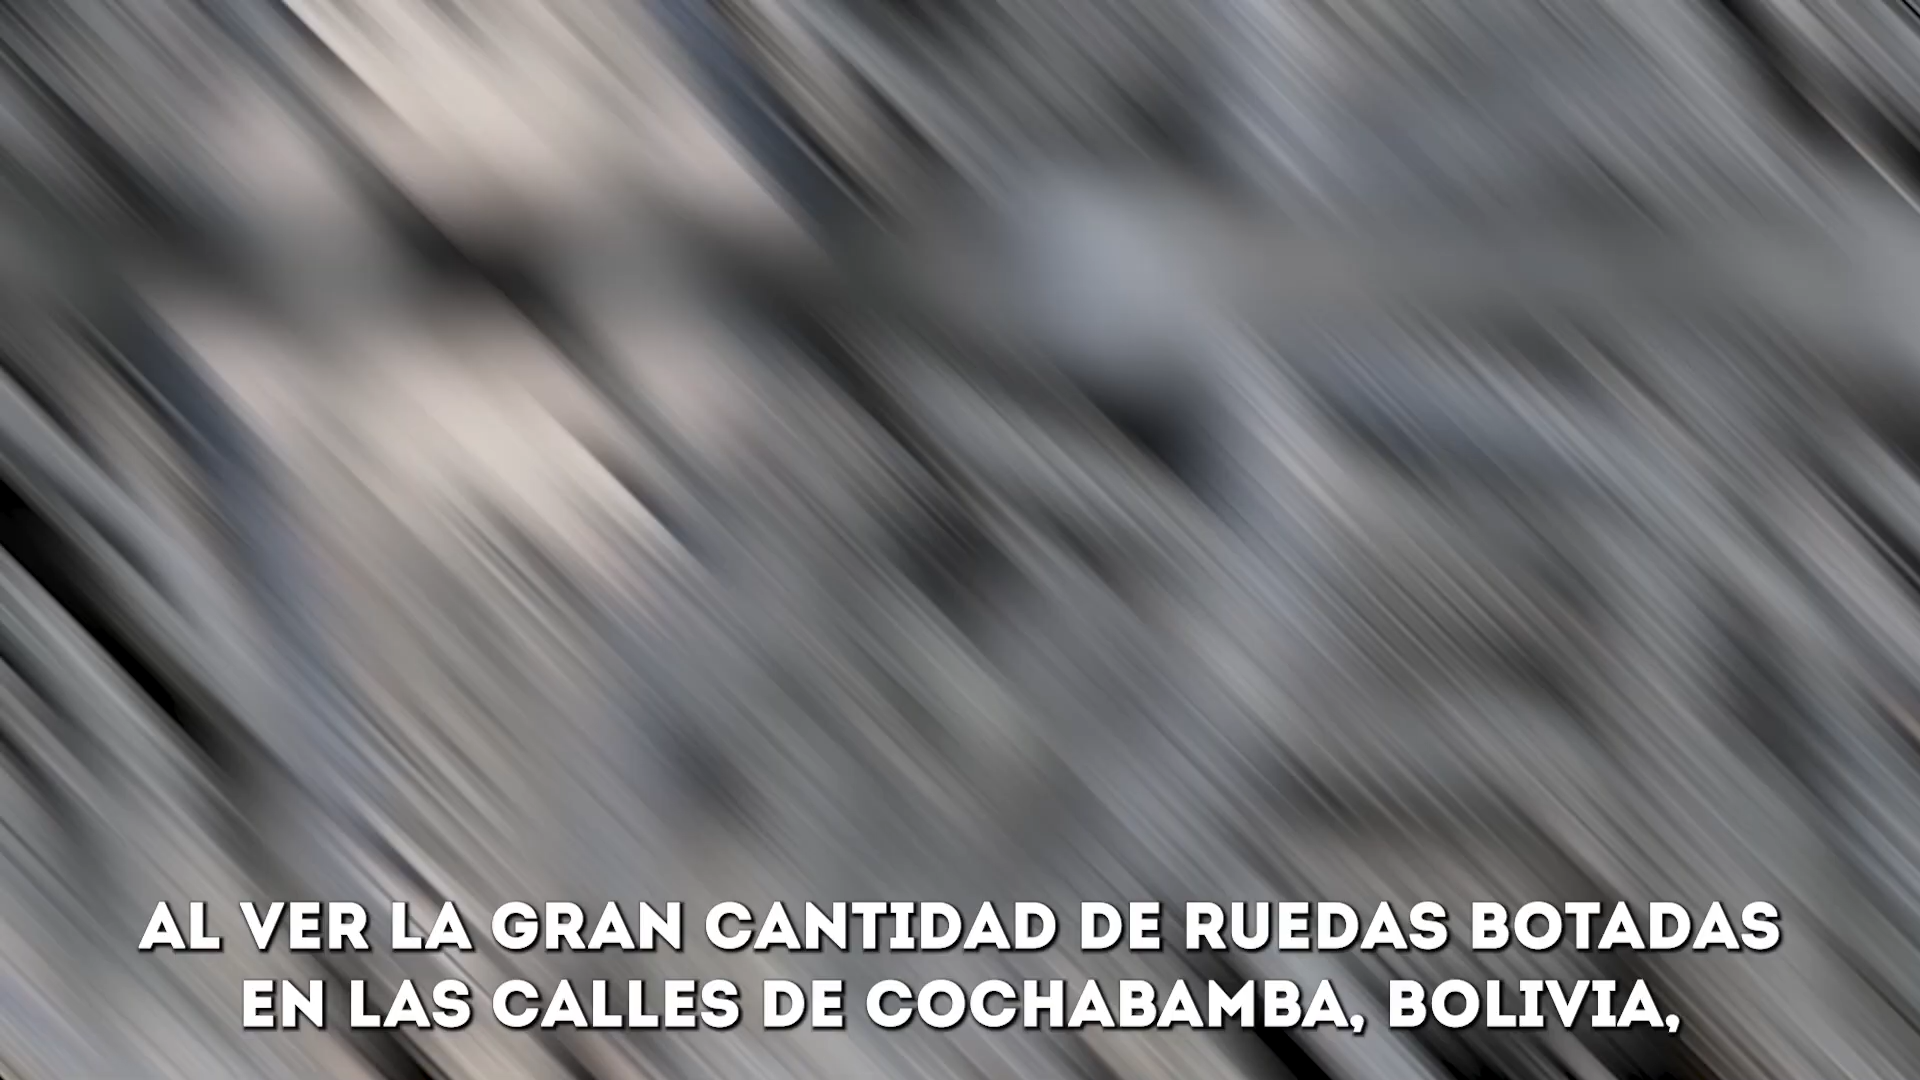 AL VER LA GRAN CANTIDAD DE RUEDAS BOTADAS
EN LAS CALLES DE COCHABAMBA, BOLIVIA,